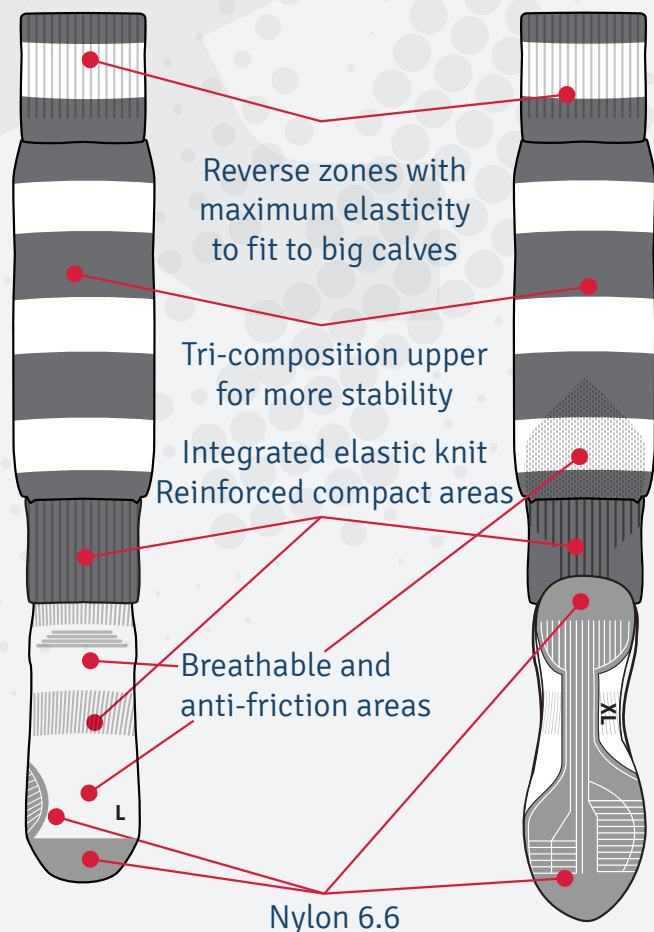 Reverse zones with
maximum elasticity
to fit to big calves
Tri-composition upper
for more stability
Integrated elastic knit
Reinforced compact areas
Breathable and
anti-friction areas
XL
L
Nylon 6.6